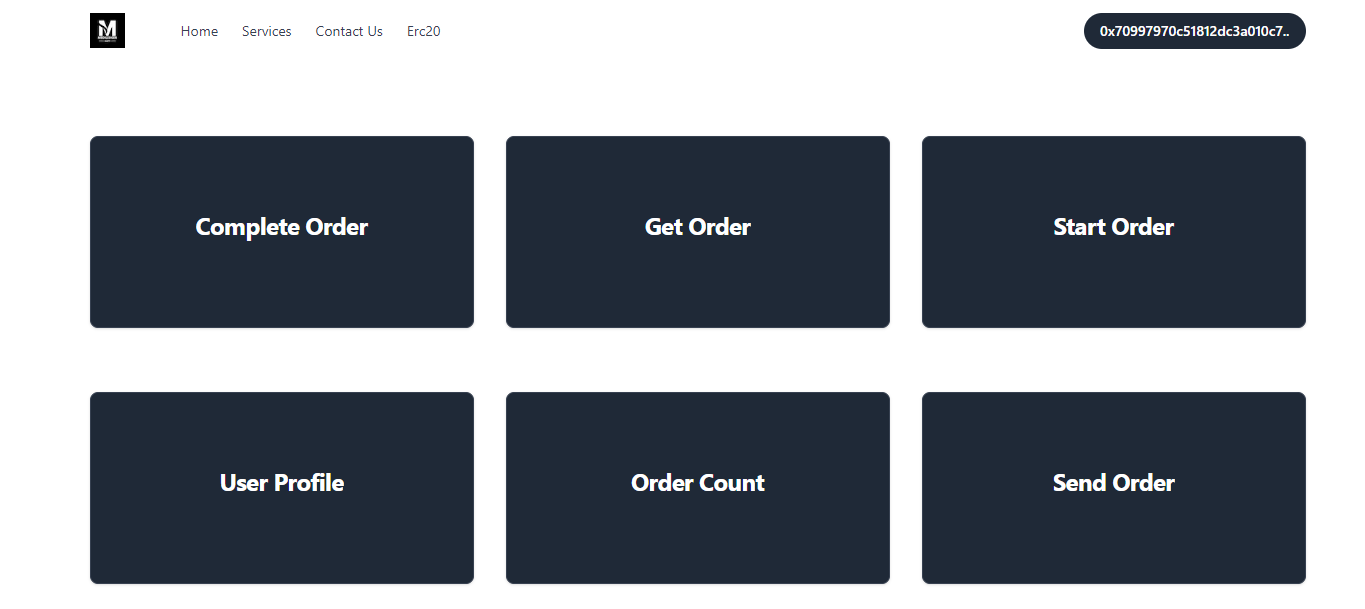 M
Home
Services
Contact Us
Erc20
0x70997970c51812dc3a010c7..
Complete Order
Get Order
Start Order
User Profile
Order Count
Send Order